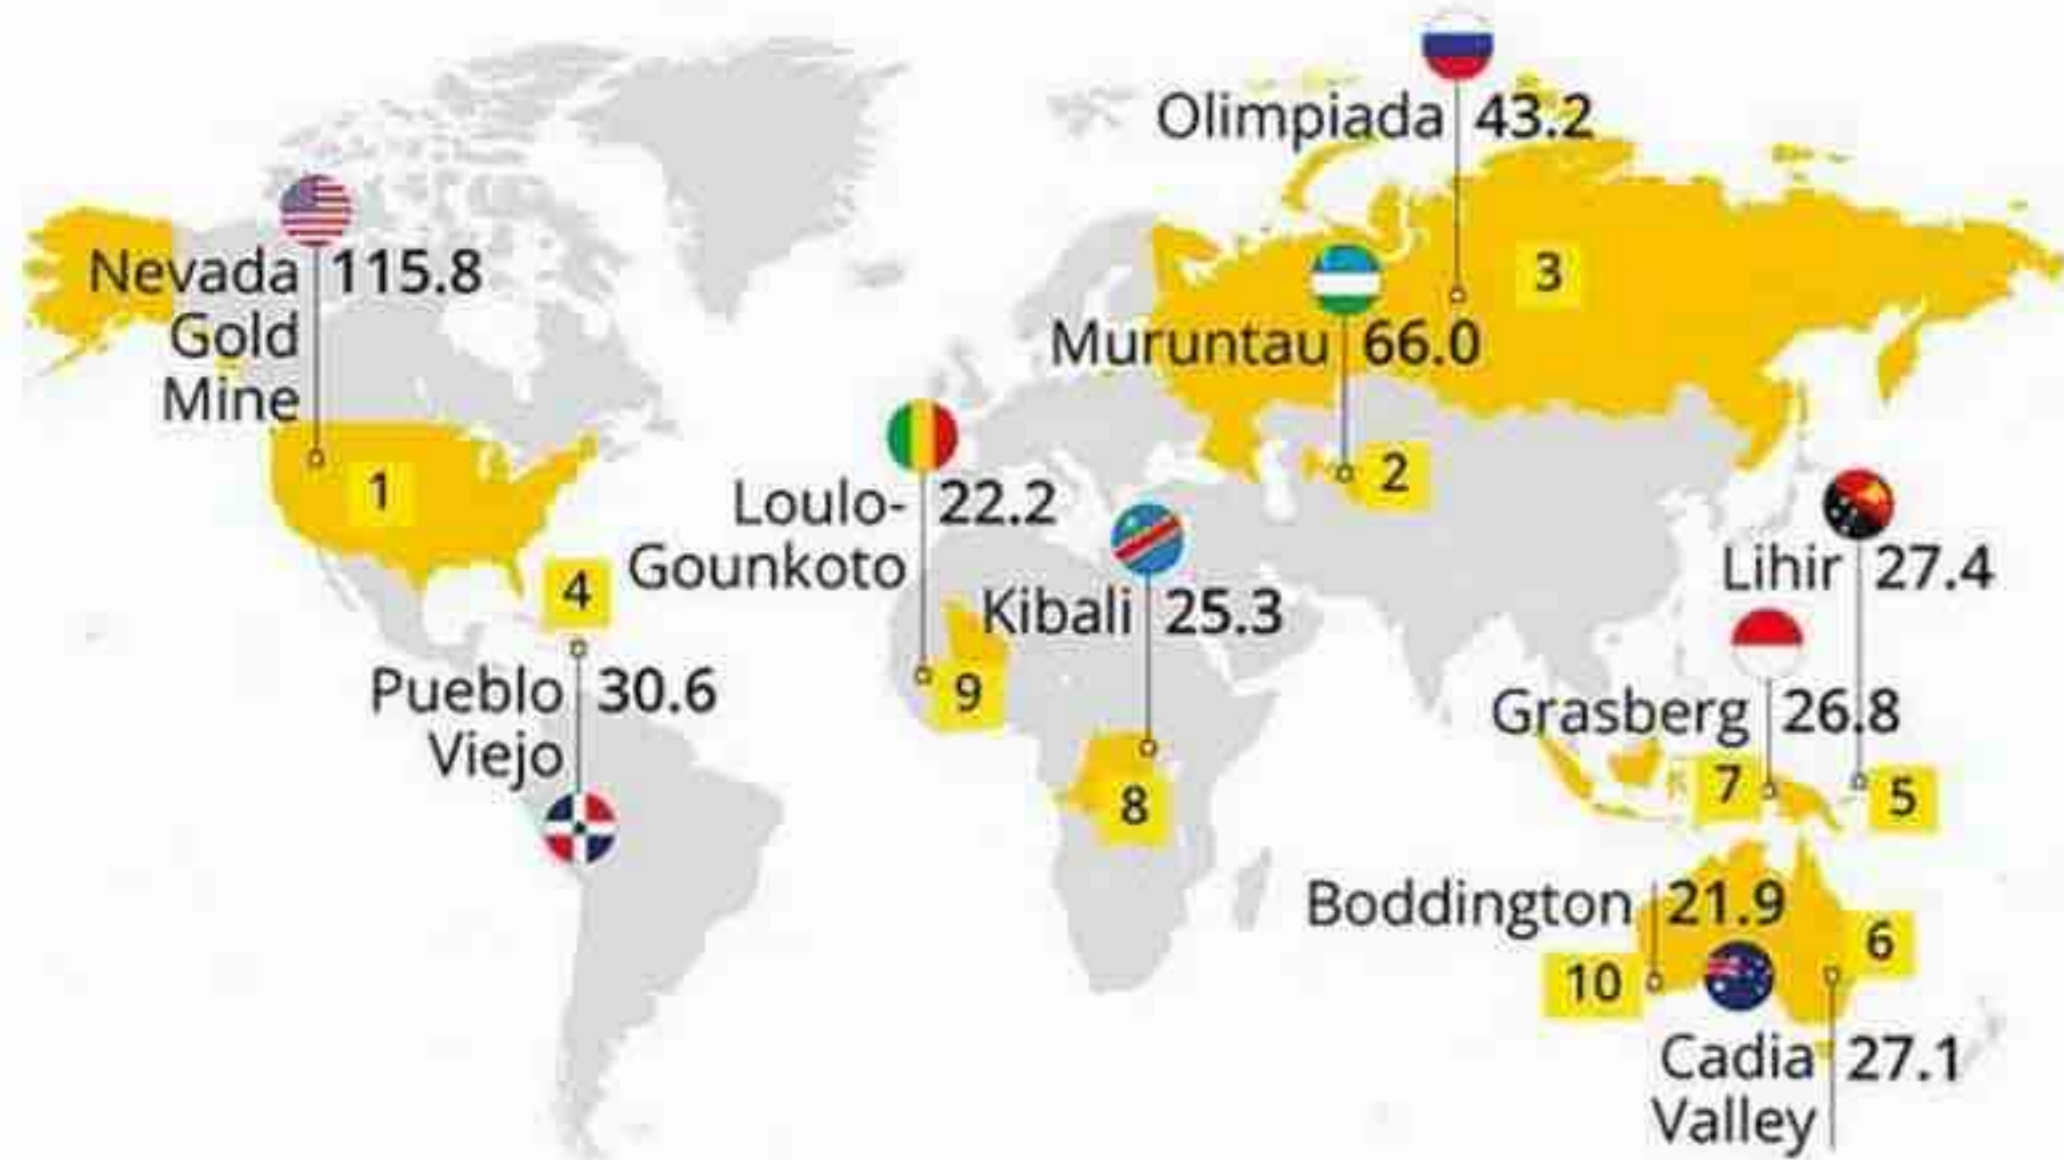 Olimpiada 43.2
3
Nevada 115.8
Gold
Mine
1
Muruntau 66.0
2
Loulo- 22.2
Gounkoto
9
Kibali 25.3
8
4
Pueblo 30.6
Viejo
Lihir 27.4
5
Grasberg 26.8
7
Boddington 21.9
10
6
Cadia 27.1
Valley